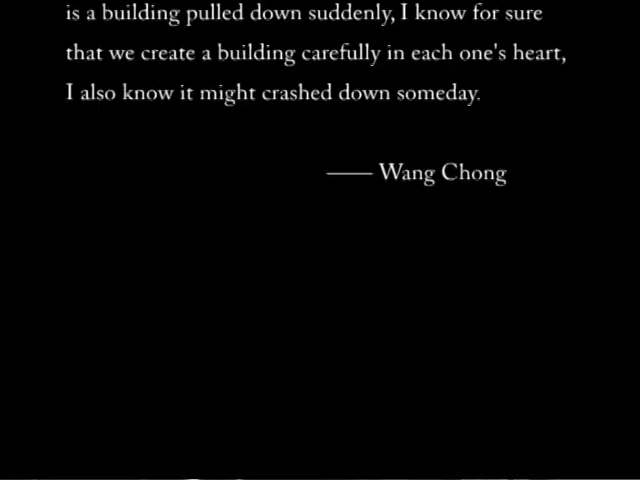 is a building pulled down suddenly, I know for sure
that we create a building carefully in each one's heart,
I also know it might crashed down someday.
—— Wang Chong